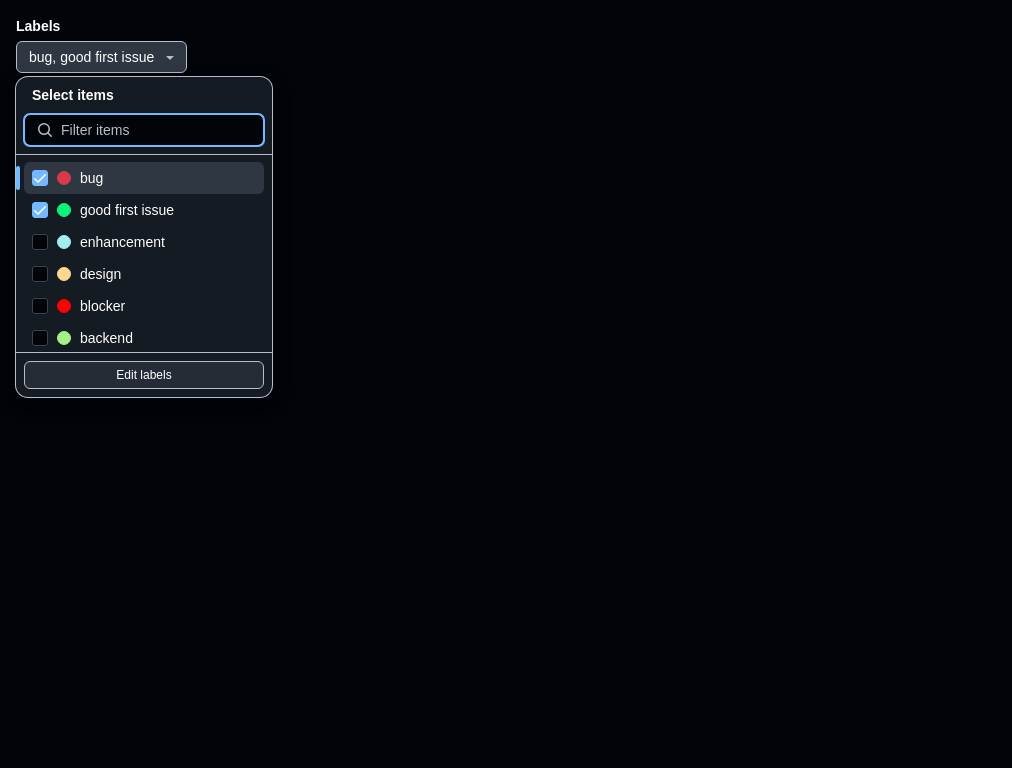 Labels
bug, good first issue
Select items
Filter items
bug
good first issue
enhancement
design
blocker
backend
Edit labels